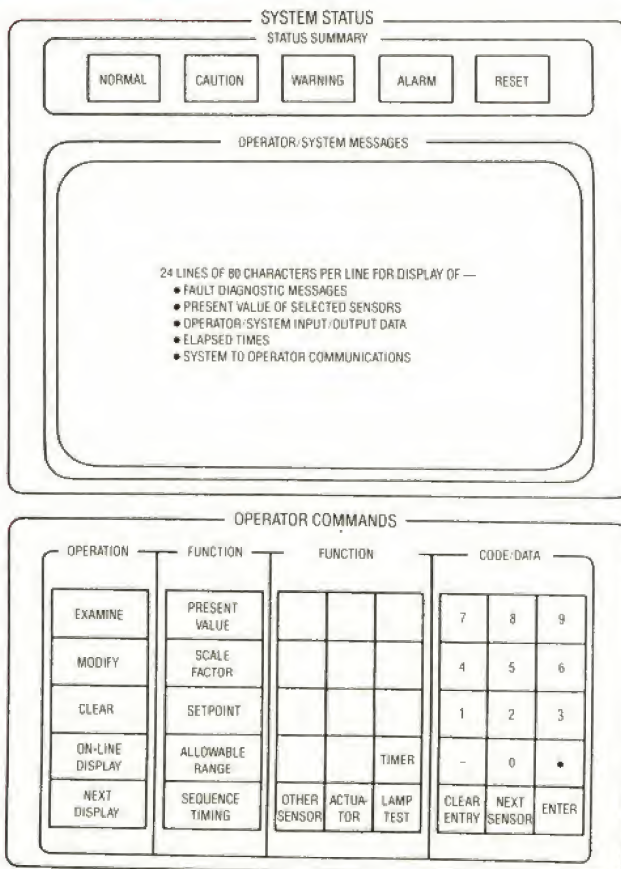 SYSTEM STATUS
STATUS SUMMARY
NORMAL CAUTION WARNING ALARM RESET
OPERATOR/SYSTEM MESSAGES
24 LINES OF 80 CHARACTERS PER LINE FOR DISPLAY OF —
• FAULT DIAGNOSTIC MESSAGES
• PRESENT VALUE OF SELECTED SENSORS
• OPERATOR/SYSTEM INPUT/OUTPUT DATA
• ELAPSED TIMES
• SYSTEM TO OPERATOR COMMUNICATIONS
OPERATOR COMMANDS
OPERATION FUNCTION FUNCTION CODE/DATA
EXAMINE
MODIFY
CLEAR
ON-LINE
DISPLAY
NEXT
DISPLAY
PRESENT
VALUE
SCALE
FACTOR
SETPOINT
ALLOWABLE
RANGE
SEQUENCE
TIMING
TIMER
OTHER
SENSOR
ACTUA-
TOR
LAMP
TEST
7 8 9
4 5 6
1 2 3
– 0 •
CLEAR
ENTRY
NEXT
SENSOR
ENTER